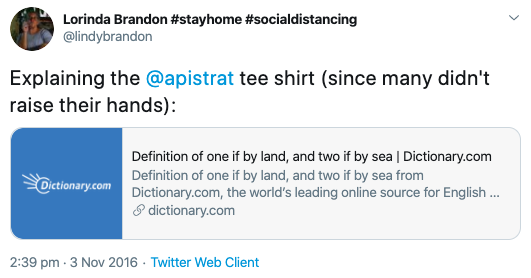 Lorinda Brandon #stayhome #socialdistancing
@lindybrandon
Explaining the @apistrat tee shirt (since many didn't
raise their hands):
Dictionary.com
Definition of one if by land, and two if by sea | Dictionary.com
Definition of one if by land, and two if by sea from
Dictionary.com, the world's leading online source for English ...
dictionary.com
2:39 pm · 3 Nov 2016 · Twitter Web Client